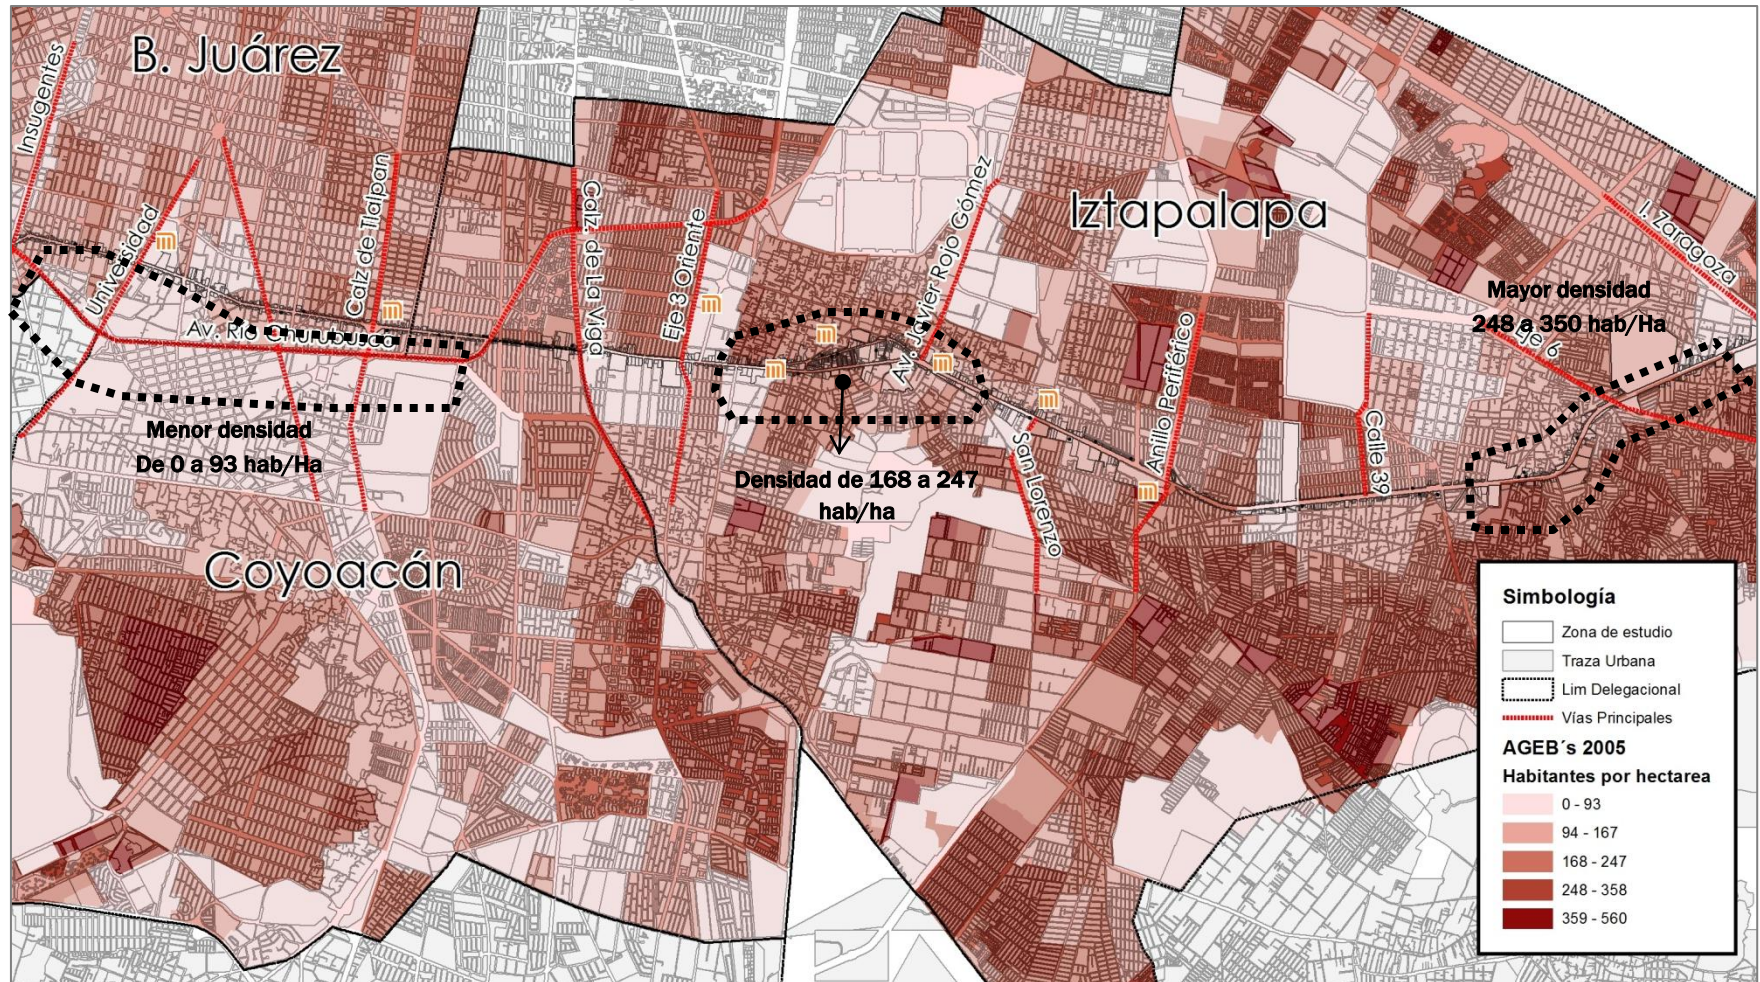 B. Juárez
Insugentes
Universidad
Calz de Tlalpan
Av. Río Churubusco
Calz. de La Viga
Eje 3 Oriente
Av. Javier Rojo Gómez
Iztapalapa
I. Zaragoza
Mayor densidad
248 a 350 hab/Ha
Eje 6
Anillo Periférico
Calle 39
San Lorenzo
Menor densidad
De 0 a 93 hab/Ha
Densidad de 168 a 247
hab/ha
Coyoacán
Simbología
Zona de estudio
Traza Urbana
Lim Delegacional
Vías Principales
AGEB´s 2005
Habitantes por hectarea
0 - 93
94 - 167
168 - 247
248 - 358
359 - 560